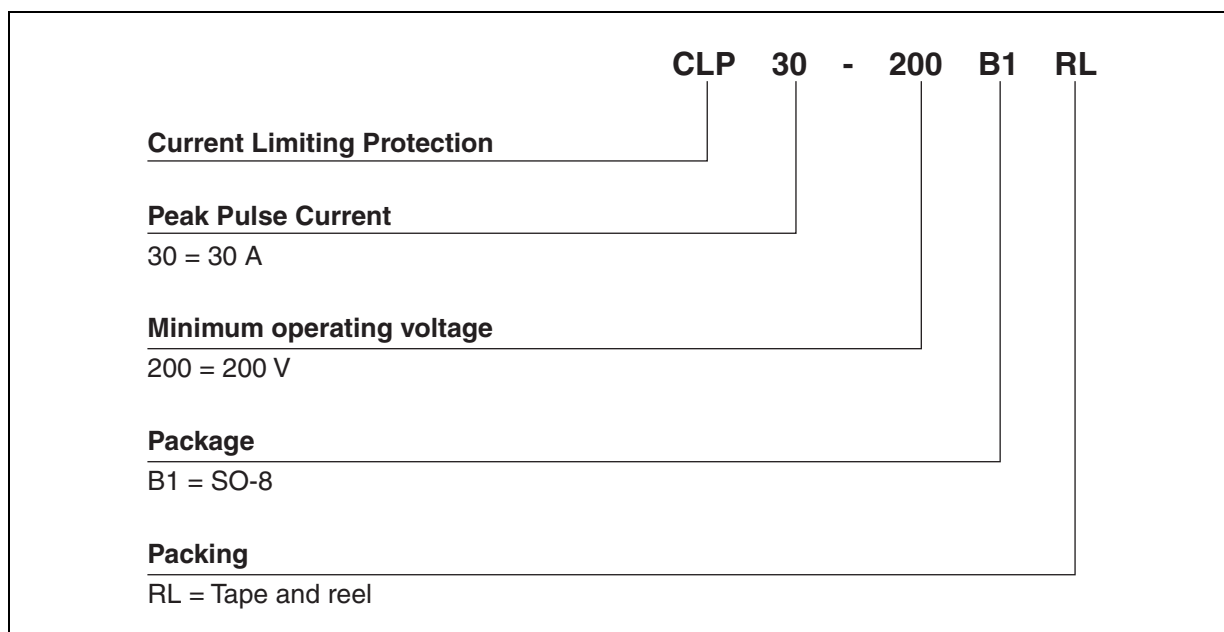 CLP 30 - 200 B1 RL
Current Limiting Protection
Peak Pulse Current
30 = 30 A
Minimum operating voltage
200 = 200 V
Package
B1 = SO-8
Packing
RL = Tape and reel